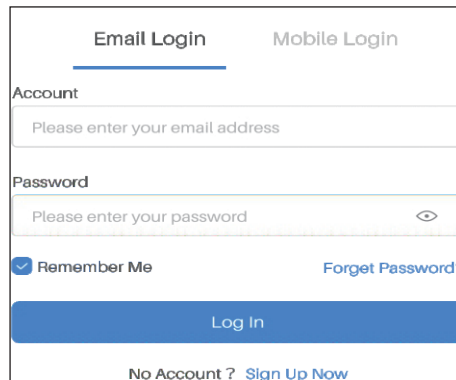 Email Login Mobile Login
Account
Please enter your email address
Password
Please enter your password
Remember Me Forget Password
Log In
No Account ? Sign Up Now